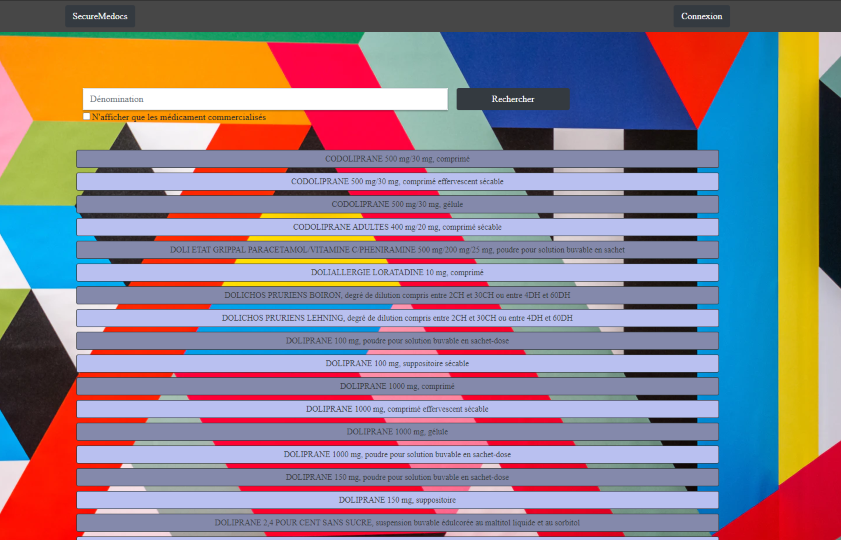 SecureMedocs
Connexion
Dénomination
Rechercher
N'afficher que les médicament commercialisés
CODOLIPRANE 500 mg/30 mg, comprimé
CODOLIPRANE 500 mg/30 mg, comprimé effervescent sécable
CODOLIPRANE 500 mg/30 mg, gélule
CODOLIPRANE ADULTES 400 mg/20 mg, comprimé sécable
DOLI ETAT GRIPPAL PARACETAMOL/VITAMINE C/PHENIRAMINE 500 mg/200 mg/25 mg, poudre pour solution buvable en sachet
DOLIALLERGIE LORATADINE 10 mg, comprimé
DOLICHOS PRURIENS BOIRON, degré de dilution compris entre 2CH et 30CH ou entre 4DH et 60DH
DOLICHOS PRURIENS LEHNING, degré de dilution compris entre 2CH et 30CH ou entre 4DH et 60DH
DOLIPRANE 100 mg, poudre pour solution buvable en sachet-dose
DOLIPRANE 100 mg, suppositoire sécable
DOLIPRANE 1000 mg, comprimé
DOLIPRANE 1000 mg, comprimé effervescent sécable
DOLIPRANE 1000 mg, gélule
DOLIPRANE 1000 mg, poudre pour solution buvable en sachet-dose
DOLIPRANE 150 mg, poudre pour solution buvable en sachet-dose
DOLIPRANE 150 mg, suppositoire
DOLIPRANE 2,4 POUR CENT SANS SUCRE, suspension buvable édulcorée au maltitol liquide et au sorbitol